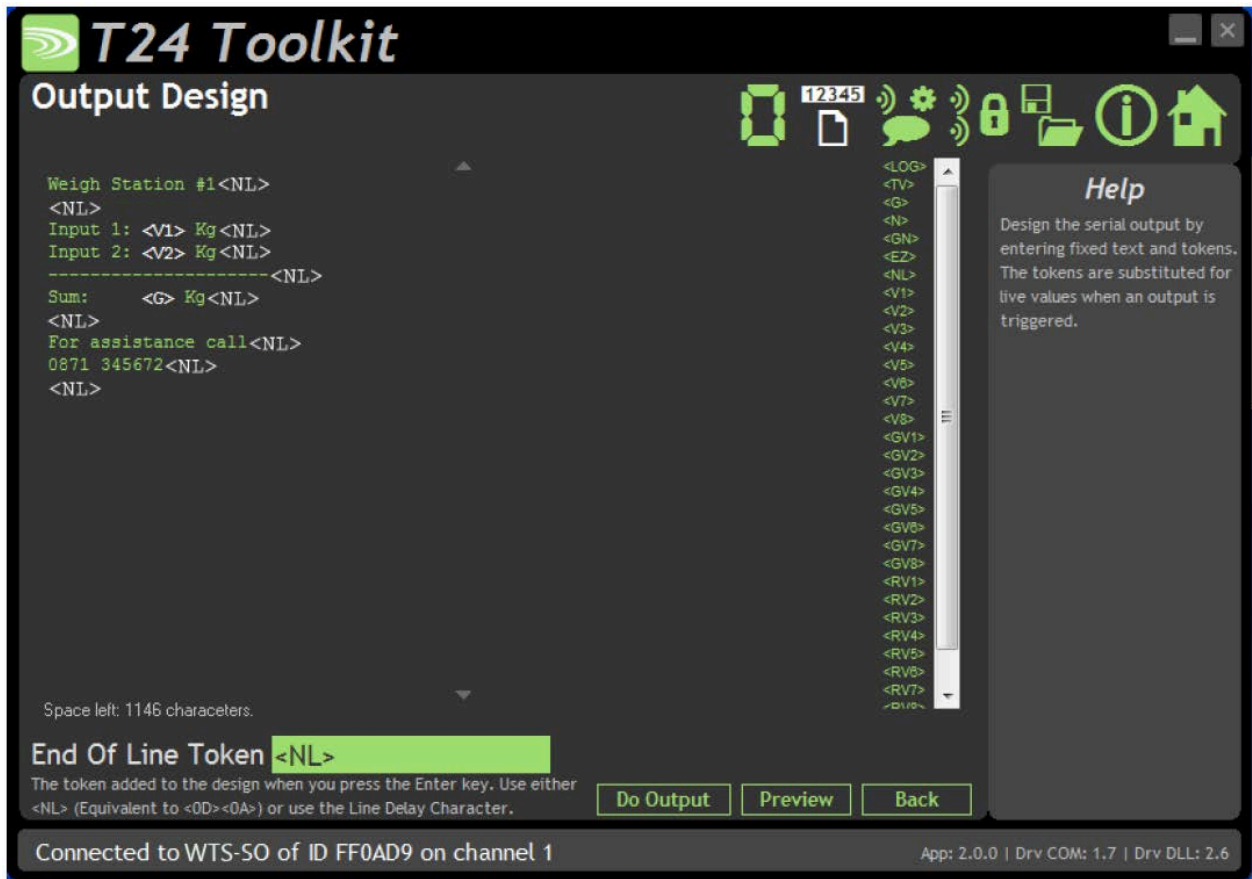 T24 Toolkit
Output Design
12345
Weigh Station #1<NL>
<NL>
Input 1: <V1> Kg<NL>
Input 2: <V2> Kg<NL>
---------------------<NL>
Sum: <G> Kg<NL>
<NL>
For assistance call<NL>
0871 345672<NL>
<NL>
Space left: 1146 characeters.
<LOG>
<TV>
<G>
<N>
<GN>
<EZ>
<NL>
<V1>
<V2>
<V3>
<V4>
<V5>
<V6>
<V7>
<V8>
<GV1>
<GV2>
<GV3>
<GV4>
<GV5>
<GV6>
<GV7>
<GV8>
<RV1>
<RV2>
<RV3>
<RV4>
<RV5>
<RV6>
<RV7>
<RV8>
Help
Design the serial output by
entering fixed text and tokens.
The tokens are substituted for
live values when an output is
triggered.
End Of Line Token <NL>
The token added to the design when you press the Enter key. Use either
<NL> (Equivalent to <0D><0A>) or use the Line Delay Character.
Do Output
Preview
Back
Connected to WTS-SO of ID FF0AD9 on channel 1
App: 2.0.0 | Drv COM: 1.7 | Drv DLL: 2.6